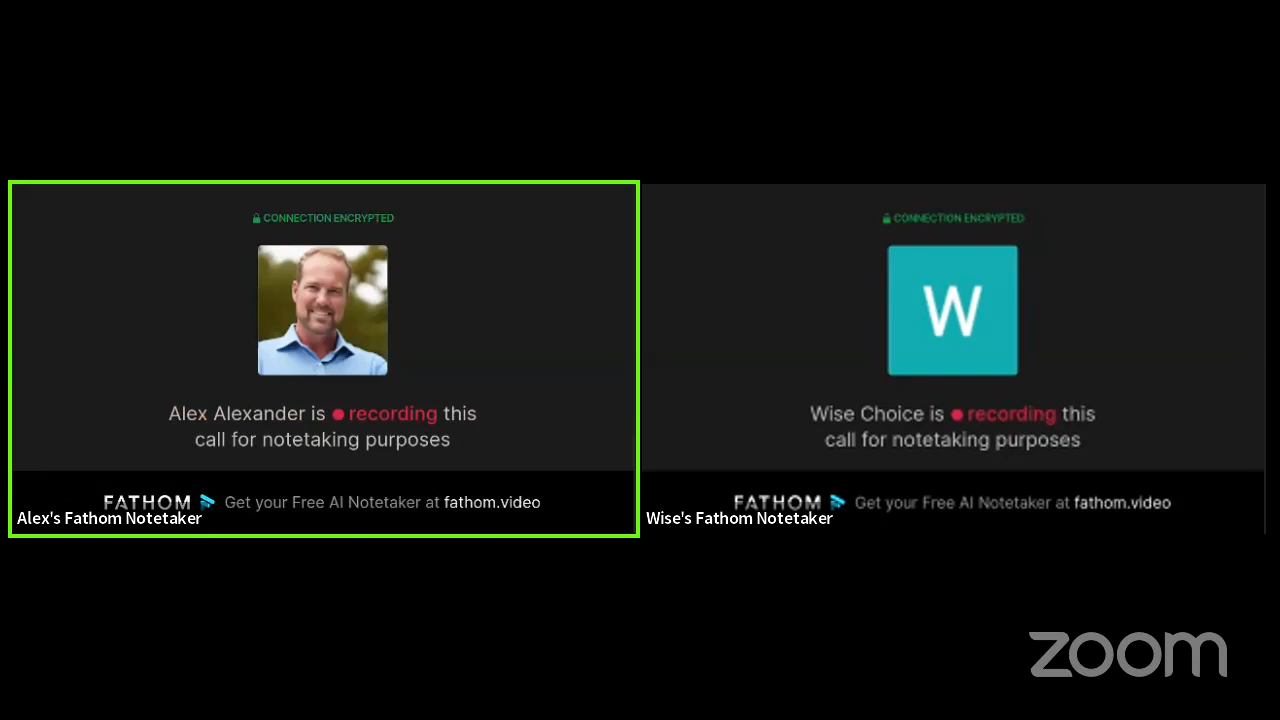 CONNECTION ENCRYPTED
Alex Alexander is recording this
call for notetaking purposes
FATHOM Get your Free AI Notetaker at fathom.video
Alex's Fathom Notetaker
CONNECTION ENCRYPTED
W
Wise Choice is recording this
call for notetaking purposes
FATHOM Get your Free AI Notetaker at fathom.video
Wise's Fathom Notetaker
zoom